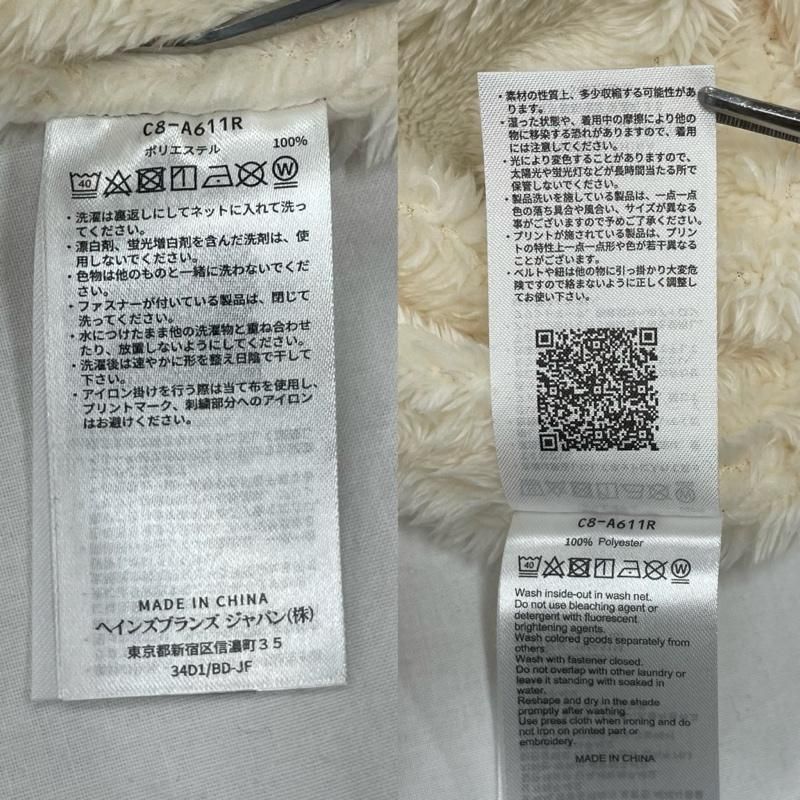 C8-A611R
ポリエステル 100%
40
W
・洗濯は裏返しにしてネットに入れて洗っ
てください。
・漂白剤、蛍光増白剤を含んだ洗剤は、使
用しないでください。
・色物は他のものと一緒に洗わないでくだ
さい。
・ファスナーが付いている製品は、閉じて
洗ってください。
・水につけたまま他の洗濯物と重ね合わせ
たり、放置しないようにしてください。
・洗濯後は速やかに形を整え日陰で干して
下さい。
・アイロン掛けを行う際は当て布を使用し、
プリントマーク、刺繍部分へのアイロン
はお避けください。
MADE IN CHINA
ヘインズブランズ ジャパン(株)
東京都新宿区信濃町35
34D1/BD-JF
・素材の性質上、多少収縮する可能性があ
ります。
・湿った状態や、着用中の摩擦により他の
物に移染する恐れがありますので、着用
には注意してください。
・光により変色することがありますので、
太陽光や蛍光灯などが長時間当たる所で
保管しないでください。
・製品洗いを施している製品は、一点一点
色の落ち具合や風合い、サイズが異なる
事がございますので予めご了承ください。
・プリントが施されている製品は、プリン
トの特性上一点一点形や色が若干異なる
ことがございます。
・ベルトや紐は他の物に引っ掛かり大変危
険ですので絡まないように正しく調整し
てお使い下さい。
C8-A611R
100% Polyester
40
W
Wash inside-out in wash net.
Do not use bleaching agent or
detergent with fluorescent
brightening agents.
Wash colored goods separately from
others.
Wash with fastener closed.
Do not overlap with other laundry or
leave it standing with soaked in
water.
Reshape and dry in the shade
promptly after washing.
Use press cloth when ironing and do
not iron on printed part or
embroidery.
MADE IN CHINA